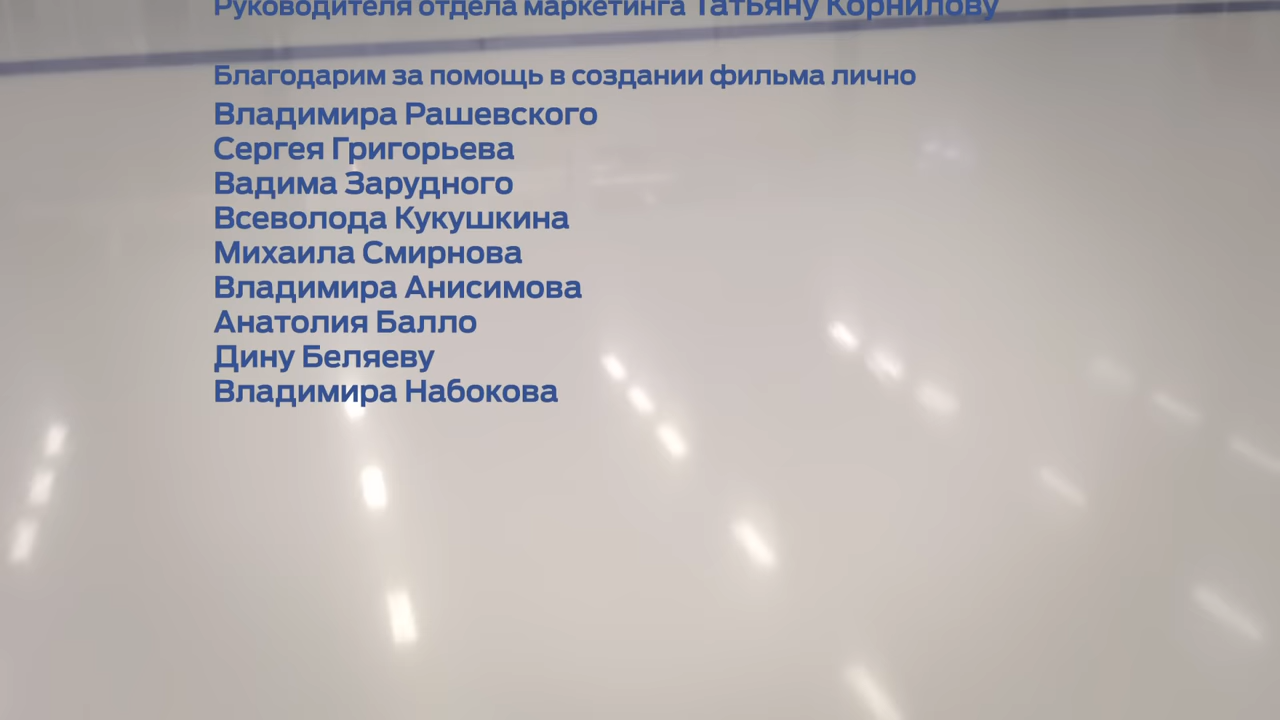 Руководителя отдела маркетинга Татьяну Корнилову
Благодарим за помощь в создании фильма лично
Владимира Рашевского
Сергея Григорьева
Вадима Зарудного
Всеволода Кукушкина
Михаила Смирнова
Владимира Анисимова
Анатолия Балло
Дину Беляеву
Владимира Набокова